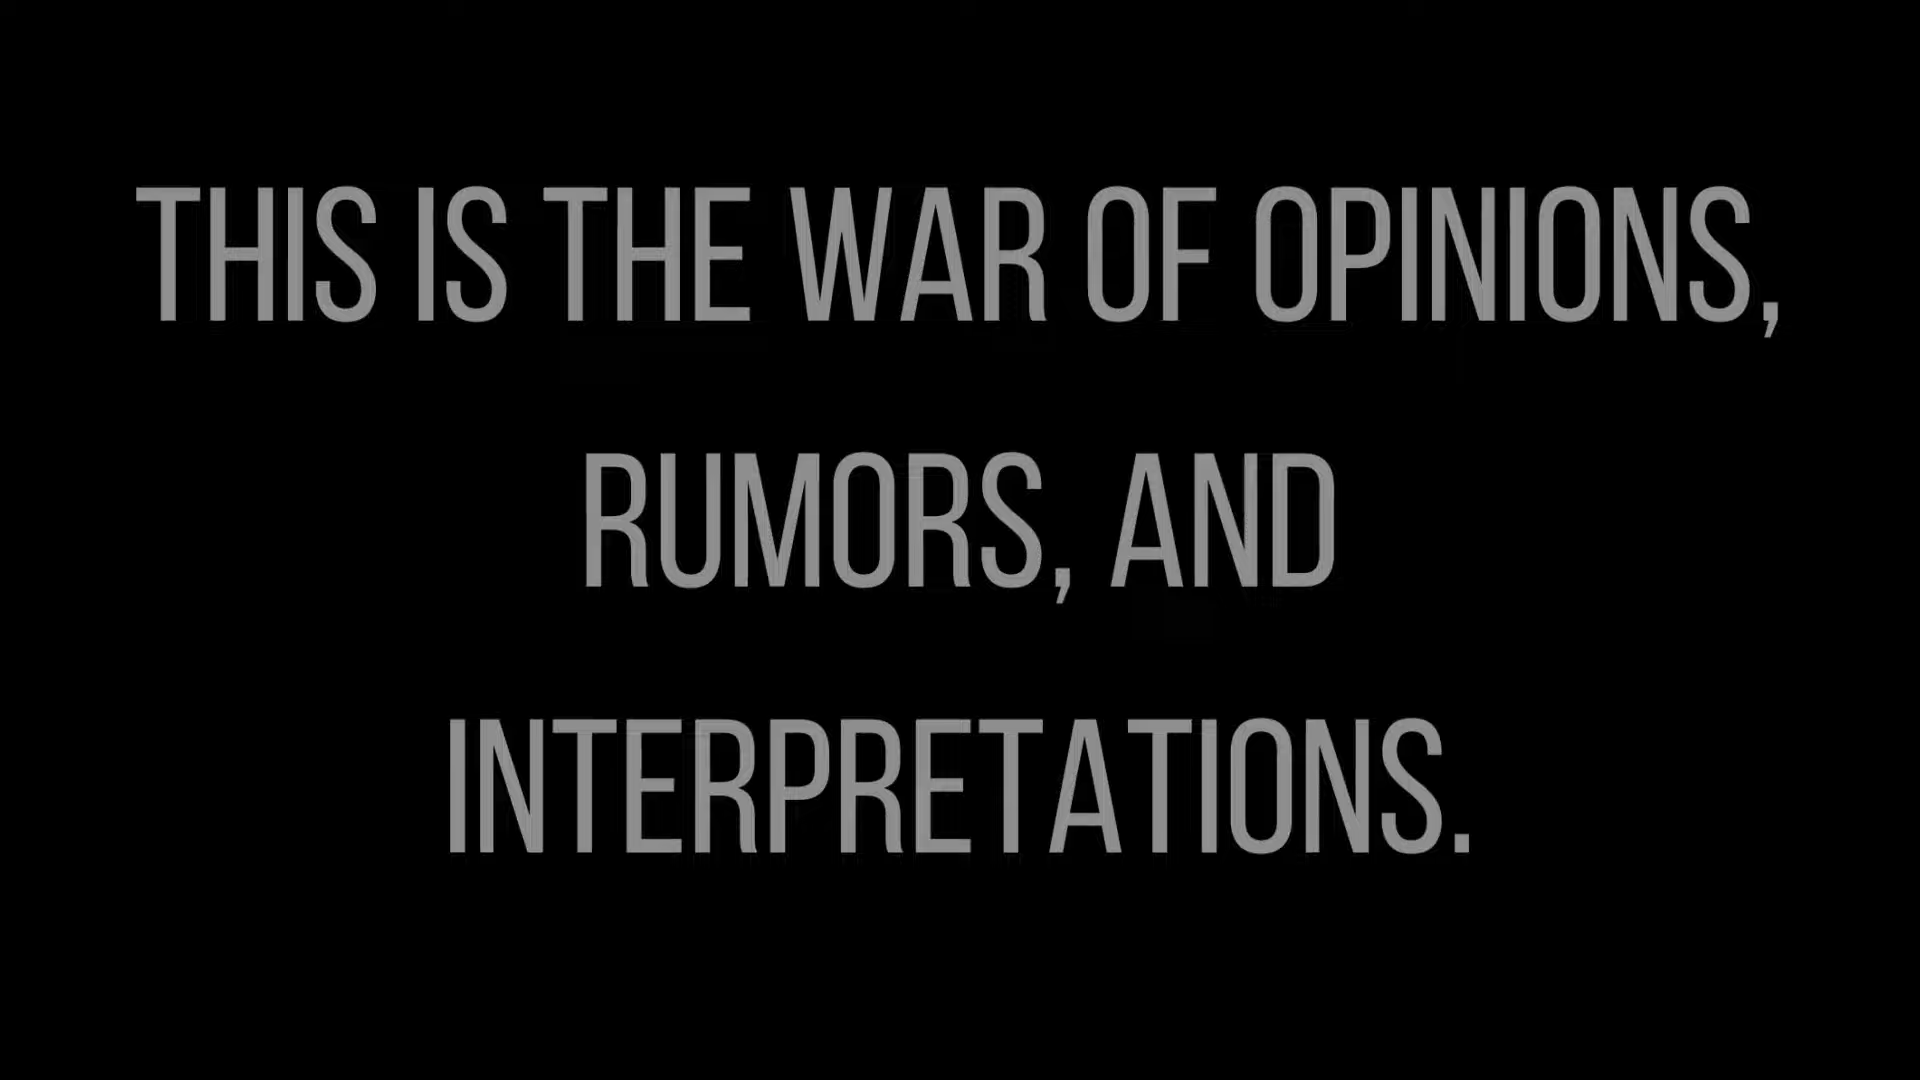 THIS IS THE WAR OF OPINIONS,
RUMORS, AND
INTERPRETATIONS.